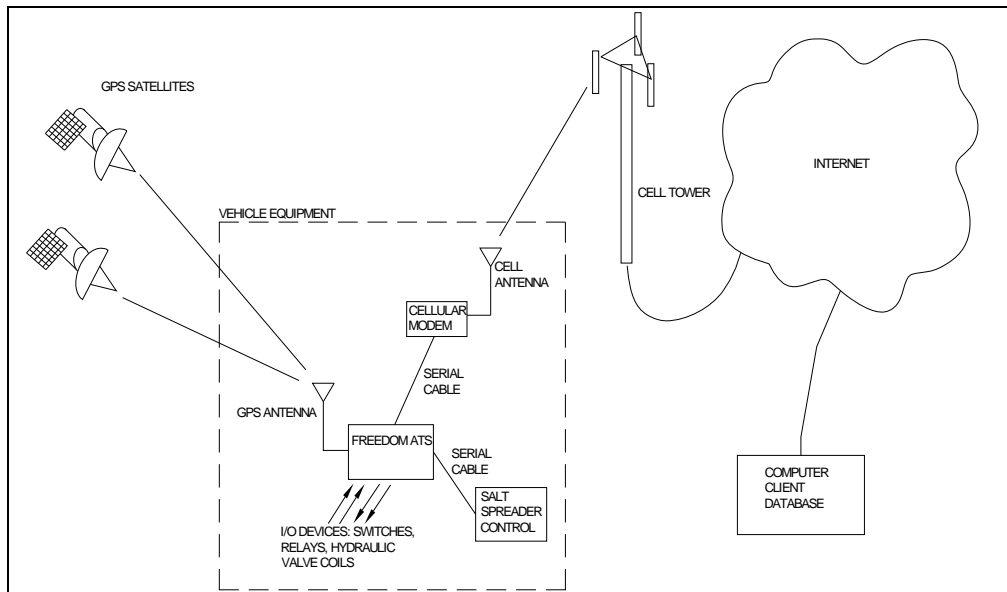 GPS SATELLITES
VEHICLE EQUIPMENT
CELL TOWER
INTERNET
CELL
ANTENNA
CELLULAR
MODEM
SERIAL
CABLE
GPS ANTENNA
FREEDOM ATS
SERIAL
CABLE
SALT
SPREADER
CONTROL
I/O DEVICES: SWITCHES,
RELAYS, HYDRAULIC
VALVE COILS
COMPUTER
CLIENT
DATABASE